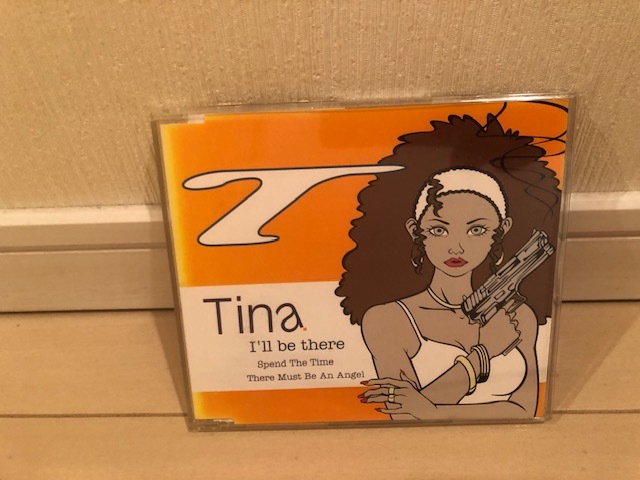 T
Tina.
I'll be there
Spend The Time
There Must Be An Angel